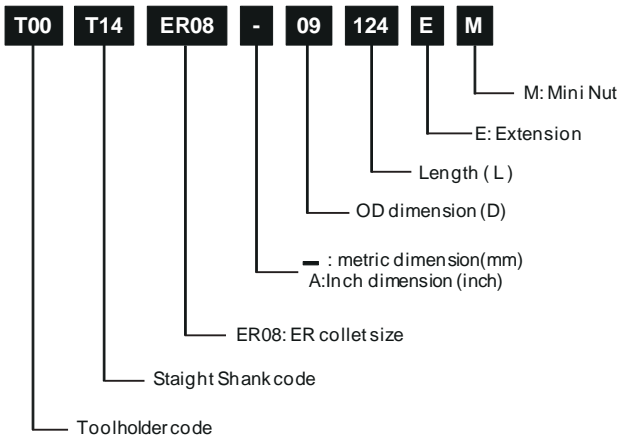 T00 T14 ER08 - 09 124 E M
M: Mini Nut
E: Extension
Length ( L )
OD dimension (D)
- : metric dimension(mm)
A:Inch dimension (inch)
ER08: ER collet size
Staight Shank code
Toolholder code